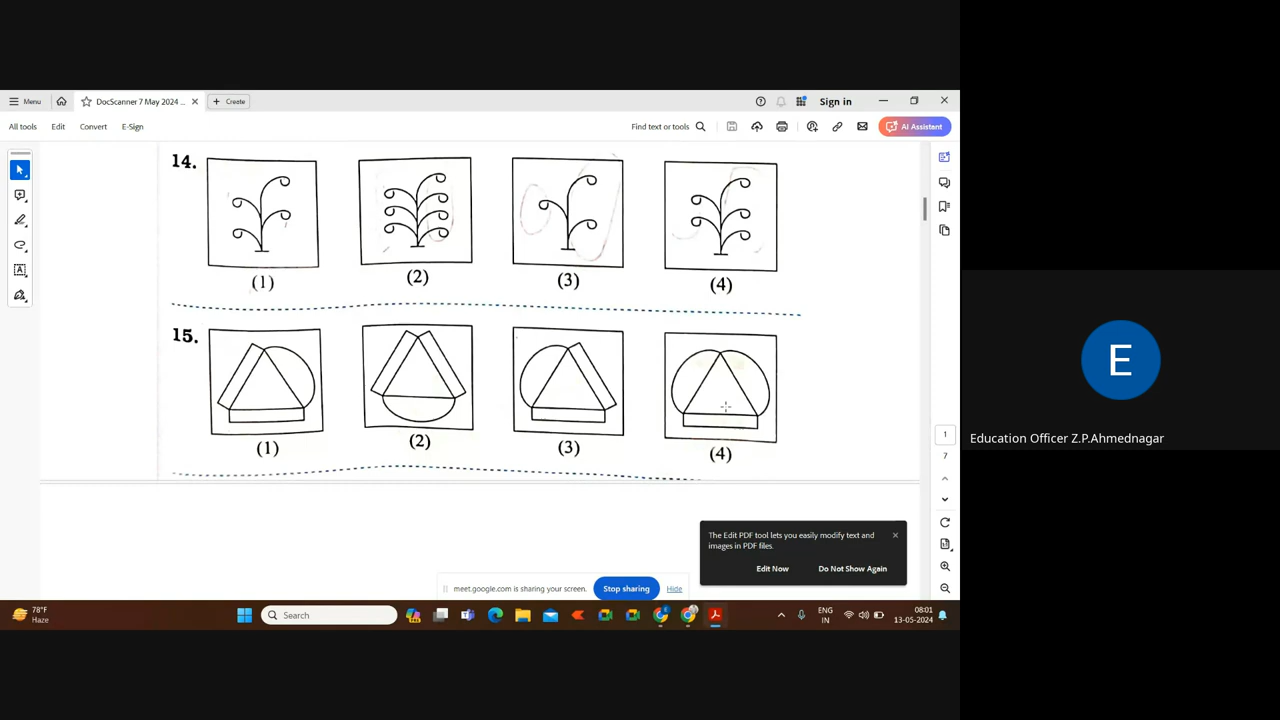 Menu
DocScanner 7 May 2024 ...
Create
Sign in
All tools
Edit
Convert
E-Sign
Find text or tools
AI Assistant
14.
(1)
(2)
(3)
(4)
15.
(1)
(2)
(3)
(4)
1
7
E
Education Officer Z.P.Ahmednagar
The Edit PDF tool lets you easily modify text and
images in PDF files.
Edit Now
Do Not Show Again
meet.google.com is sharing your screen.
Stop sharing
Hide
78°F
Haze
Search
ENG
IN
08:01
13-05-2024